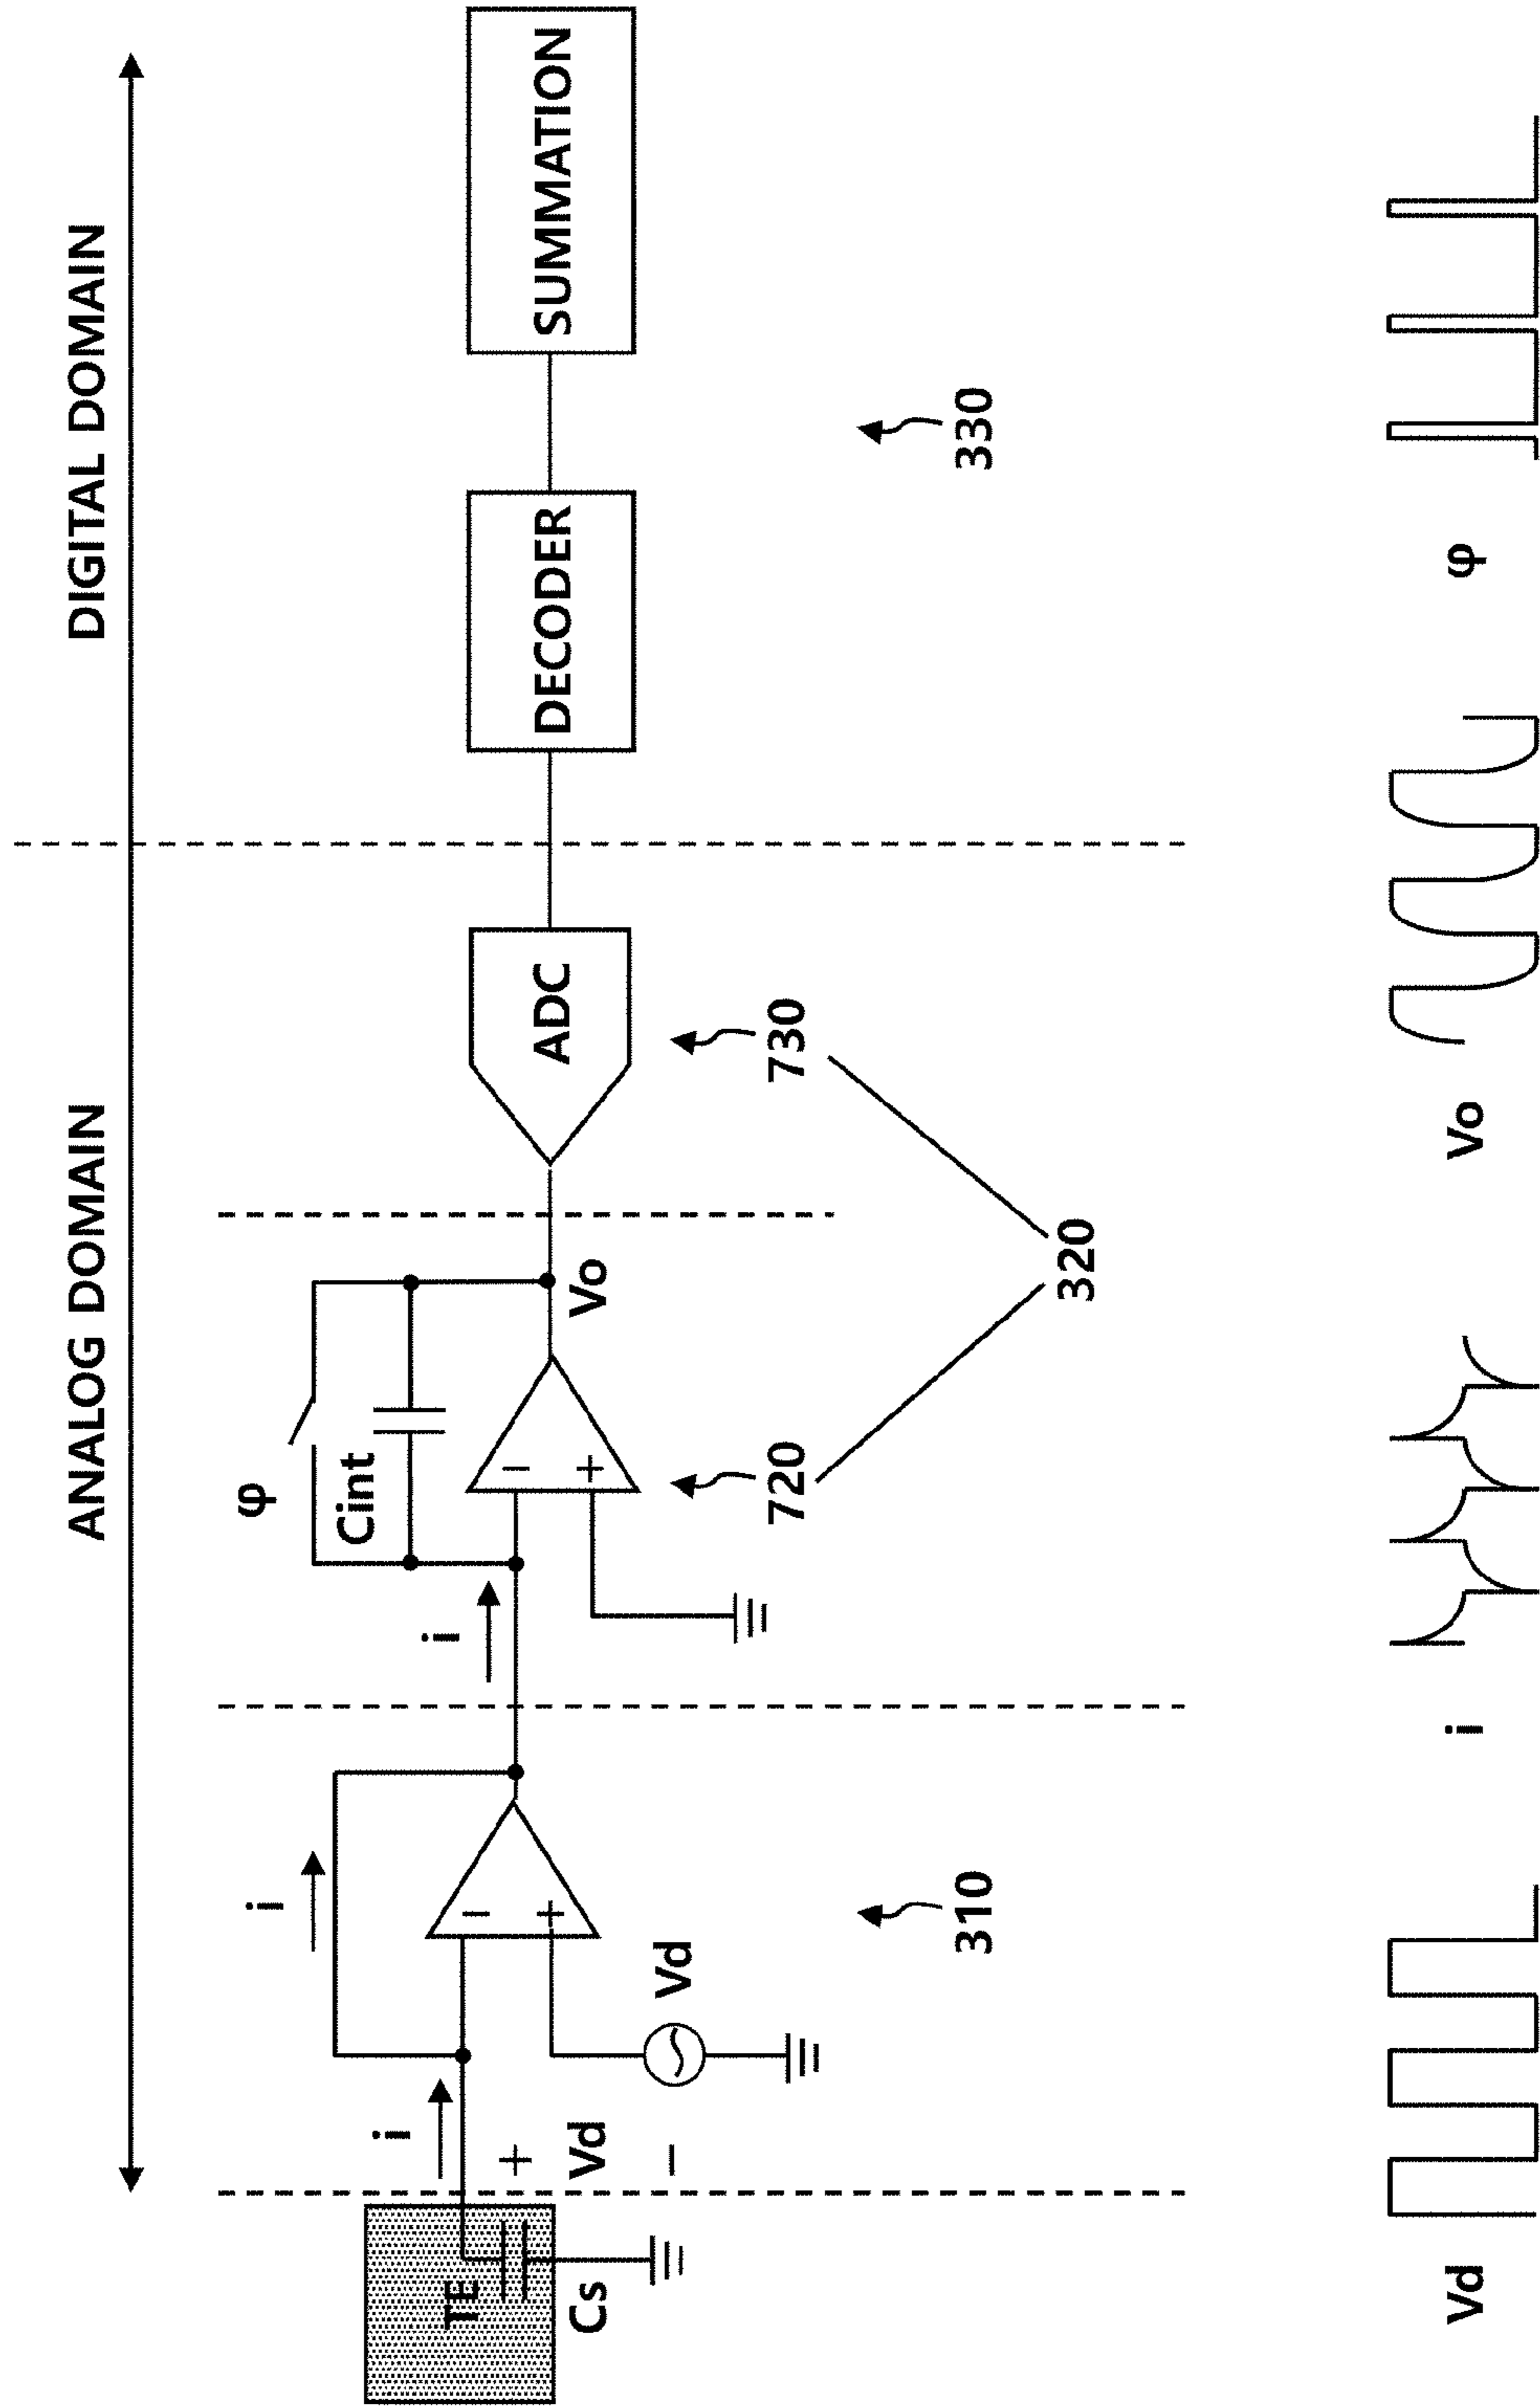 ANALOG DOMAIN
DIGITAL DOMAIN
TE
Cs
i
+
Vd
−
i
−
+
Vd
310
i
φ
Cint
−
+
Vo
720
ADC
730
320
DECODER
SUMMATION
330
Vd
i
Vo
φ